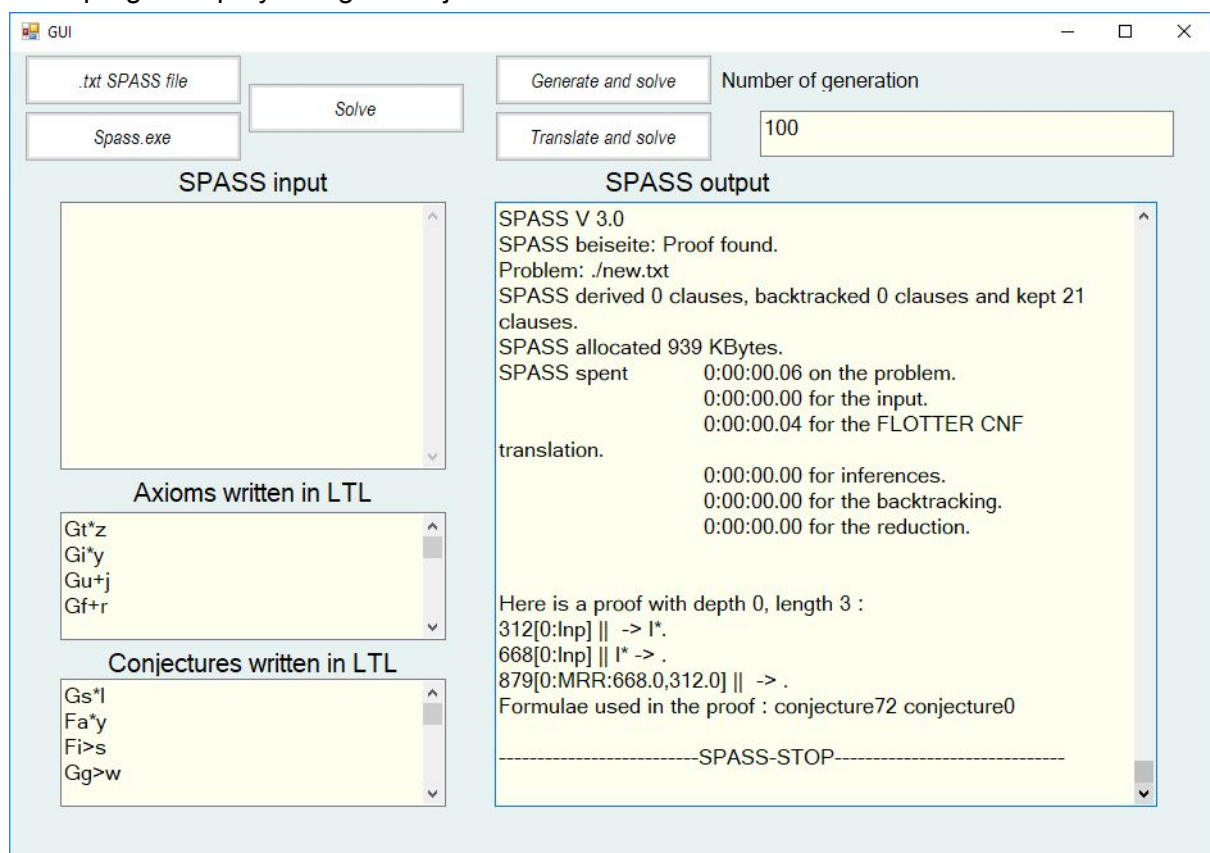 GUI
.txt SPASS file
Spass.exe
Solve
Generate and solve
Translate and solve
Number of generation
100
SPASS input
SPASS output
SPASS V 3.0
SPASS beiseite: Proof found.
Problem: ./new.txt
SPASS derived 0 clauses, backtracked 0 clauses and kept 21
clauses.
SPASS allocated 939 KBytes.
SPASS spent 0:00:00.06 on the problem.
0:00:00.00 for the input.
0:00:00.04 for the FLOTTER CNF
translation.
0:00:00.00 for inferences.
0:00:00.00 for the backtracking.
0:00:00.00 for the reduction.
Here is a proof with depth 0, length 3 :
312[0:Inp] || -> l*.
668[0:Inp] || l* -> .
879[0:MRR:668.0,312.0] || -> .
Formulae used in the proof : conjecture72 conjecture0
--------------------------SPASS-STOP------------------------------
Axioms written in LTL
Gt*z
Gi*y
Gu+j
Gf+r
Conjectures written in LTL
Gs*l
Fa*y
Fi>s
Gg>w